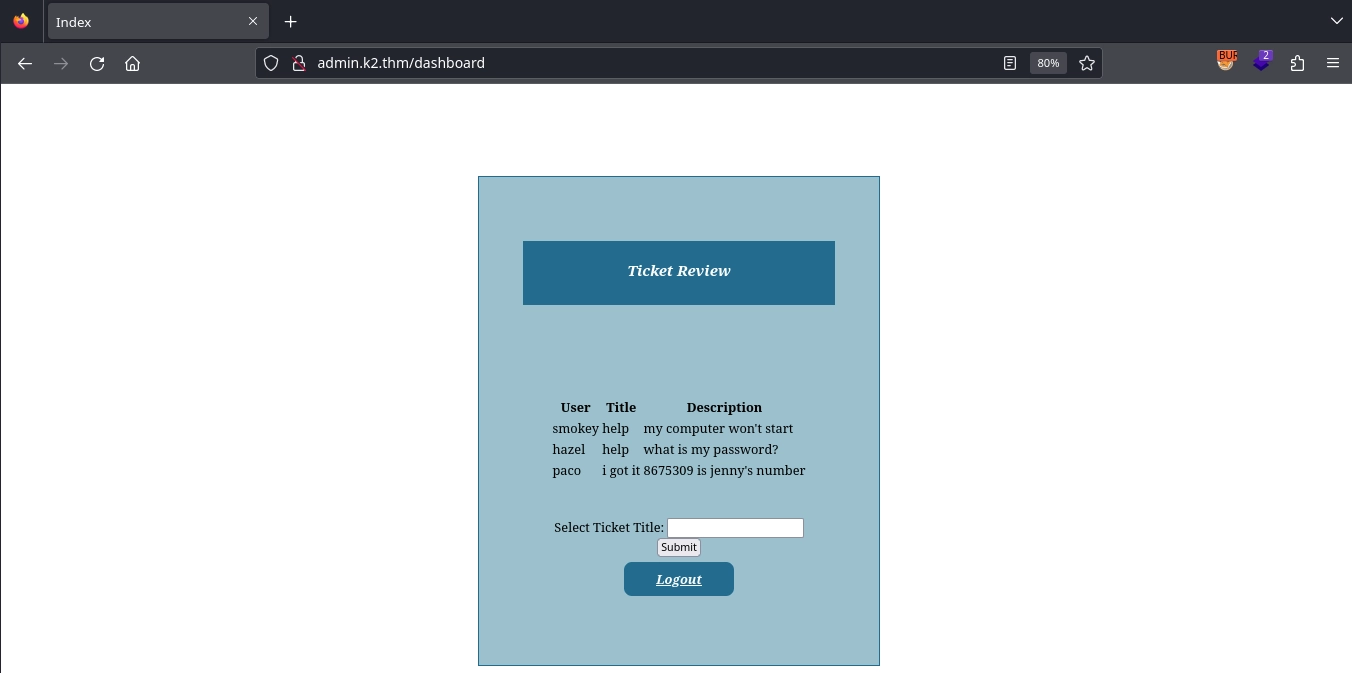 Index
admin.k2.thm/dashboard
80%
BUR
2
Ticket Review
User Title Description
smokey help my computer won't start
hazel help what is my password?
paco i got it 8675309 is jenny's number
Select Ticket Title:
Submit
Logout